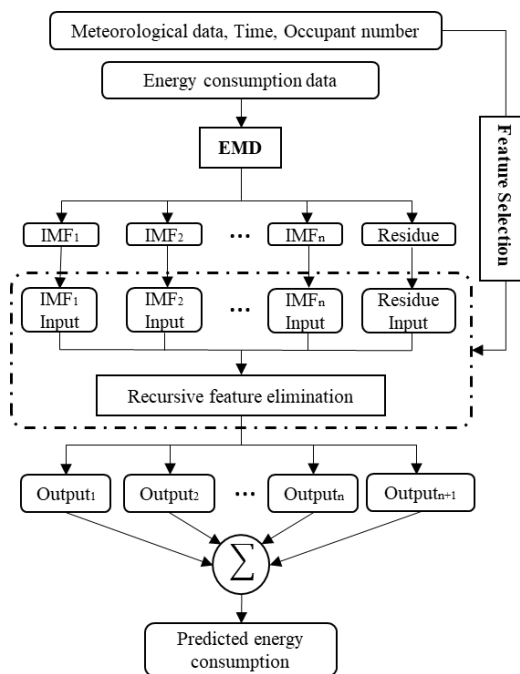 Meteorological data, Time, Occupant number
Energy consumption data
EMD
Feature Selection
IMF1
IMF2
...
IMFn
Residue
IMF1
Input
IMF2
Input
...
IMFn
Input
Residue
Input
Recursive feature elimination
Output1
Output2
...
Outputn
Outputn+1
∑
Predicted energy
consumption